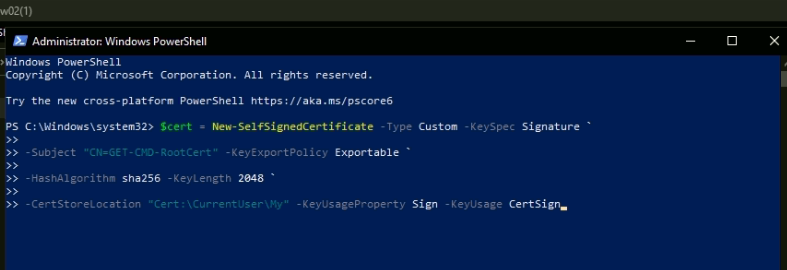 w02(1)
Administrator: Windows PowerShell
Windows PowerShell
Copyright (C) Microsoft Corporation. All rights reserved.
Try the new cross-platform PowerShell https://aka.ms/pscore6
PS C:\Windows\system32> $cert = New-SelfSignedCertificate -Type Custom -KeySpec Signature `
>>
>> -Subject "CN=GET-CMD-RootCert" -KeyExportPolicy Exportable `
>>
>> -HashAlgorithm sha256 -KeyLength 2048 `
>>
>> -CertStoreLocation "Cert:\CurrentUser\My" -KeyUsageProperty Sign -KeyUsage CertSign